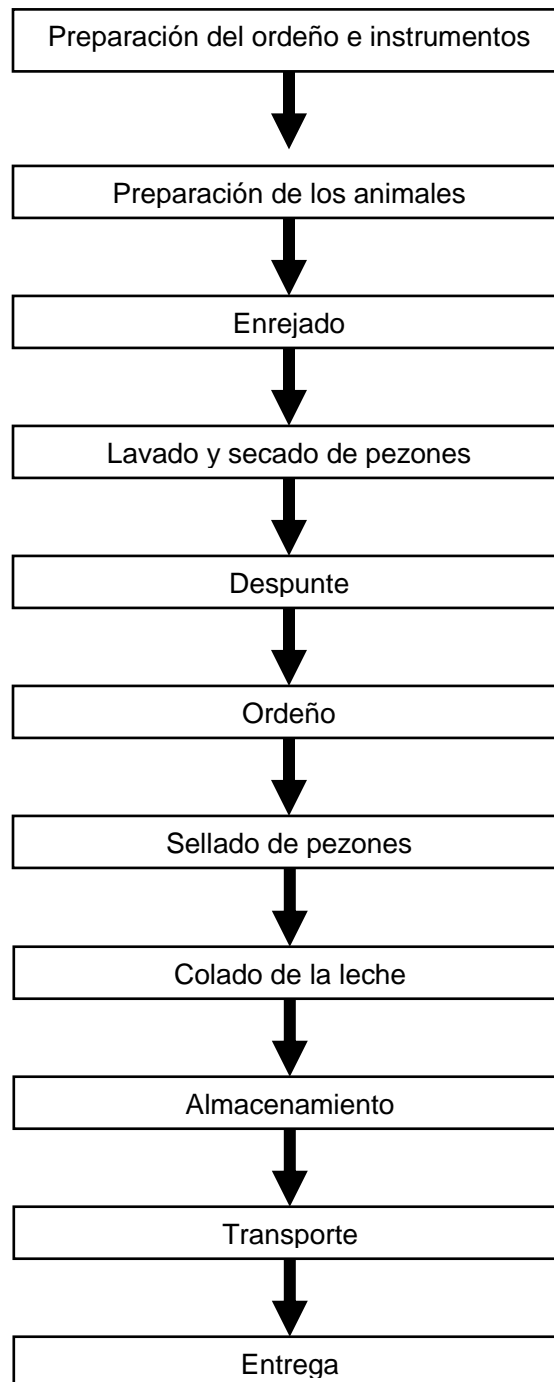 Preparación del ordeño e instrumentos
Preparación de los animales
Enrejado
Lavado y secado de pezones
Despunte
Ordeño
Sellado de pezones
Colado de la leche
Almacenamiento
Transporte
Entrega